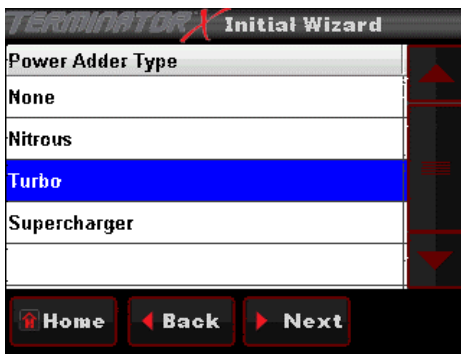 TERMINATOR X Initial Wizard
Power Adder Type
None
Nitrous
Turbo
Supercharger
Home Back Next